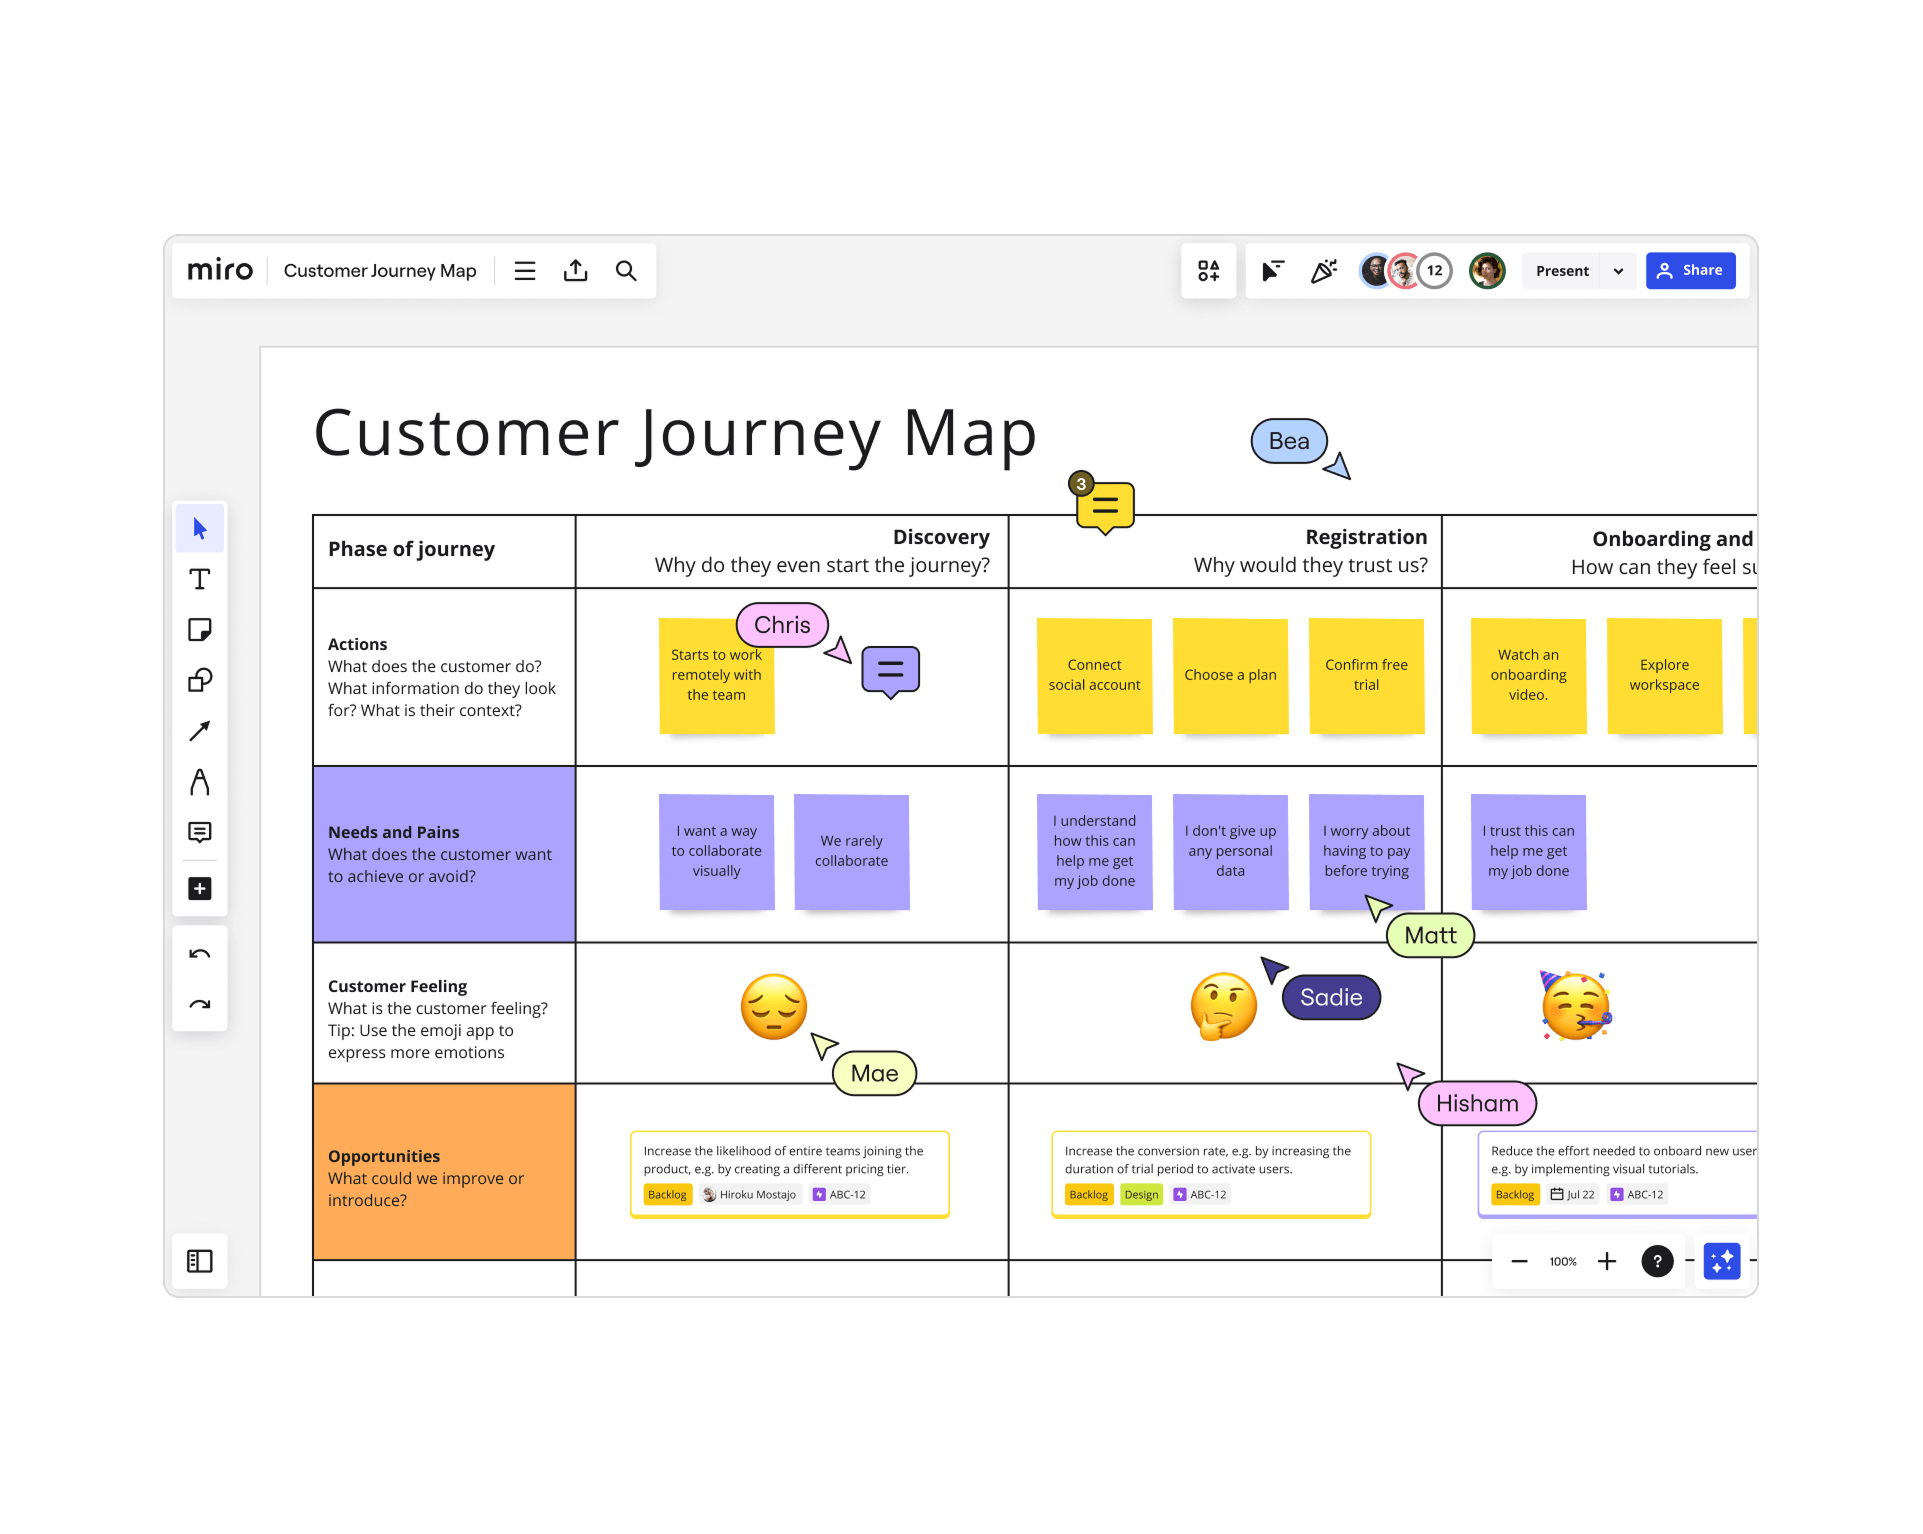 miro
Customer Journey Map
12
Present
Share
Customer Journey Map
Bea
3
Phase of journey
Discovery
Why do they even start the journey?
Registration
Why would they trust us?
Onboarding and
How can they feel su
Actions
What does the customer do?
What information do they look
for? What is their context?
Starts to work
remotely with
the team
Chris
Connect
social account
Choose a plan
Confirm free
trial
Watch an
onboarding
video.
Explore
workspace
Needs and Pains
What does the customer want
to achieve or avoid?
I want a way
to collaborate
visually
We rarely
collaborate
I understand
how this can
help me get
my job done
I don't give up
any personal
data
I worry about
having to pay
before trying
I trust this can
help me get
my job done
Matt
Customer Feeling
What is the customer feeling?
Tip: Use the emoji app to
express more emotions
Sadie
Mae
Hisham
Opportunities
What could we improve or
introduce?
Increase the likelihood of entire teams joining the
product, e.g. by creating a different pricing tier.
Backlog
Hiroku Mostajo
ABC-12
Increase the conversion rate, e.g. by increasing the
duration of trial period to activate users.
Backlog
Design
ABC-12
Reduce the effort needed to onboard new user
e.g. by implementing visual tutorials.
Backlog
Jul 22
ABC-12
100%
?